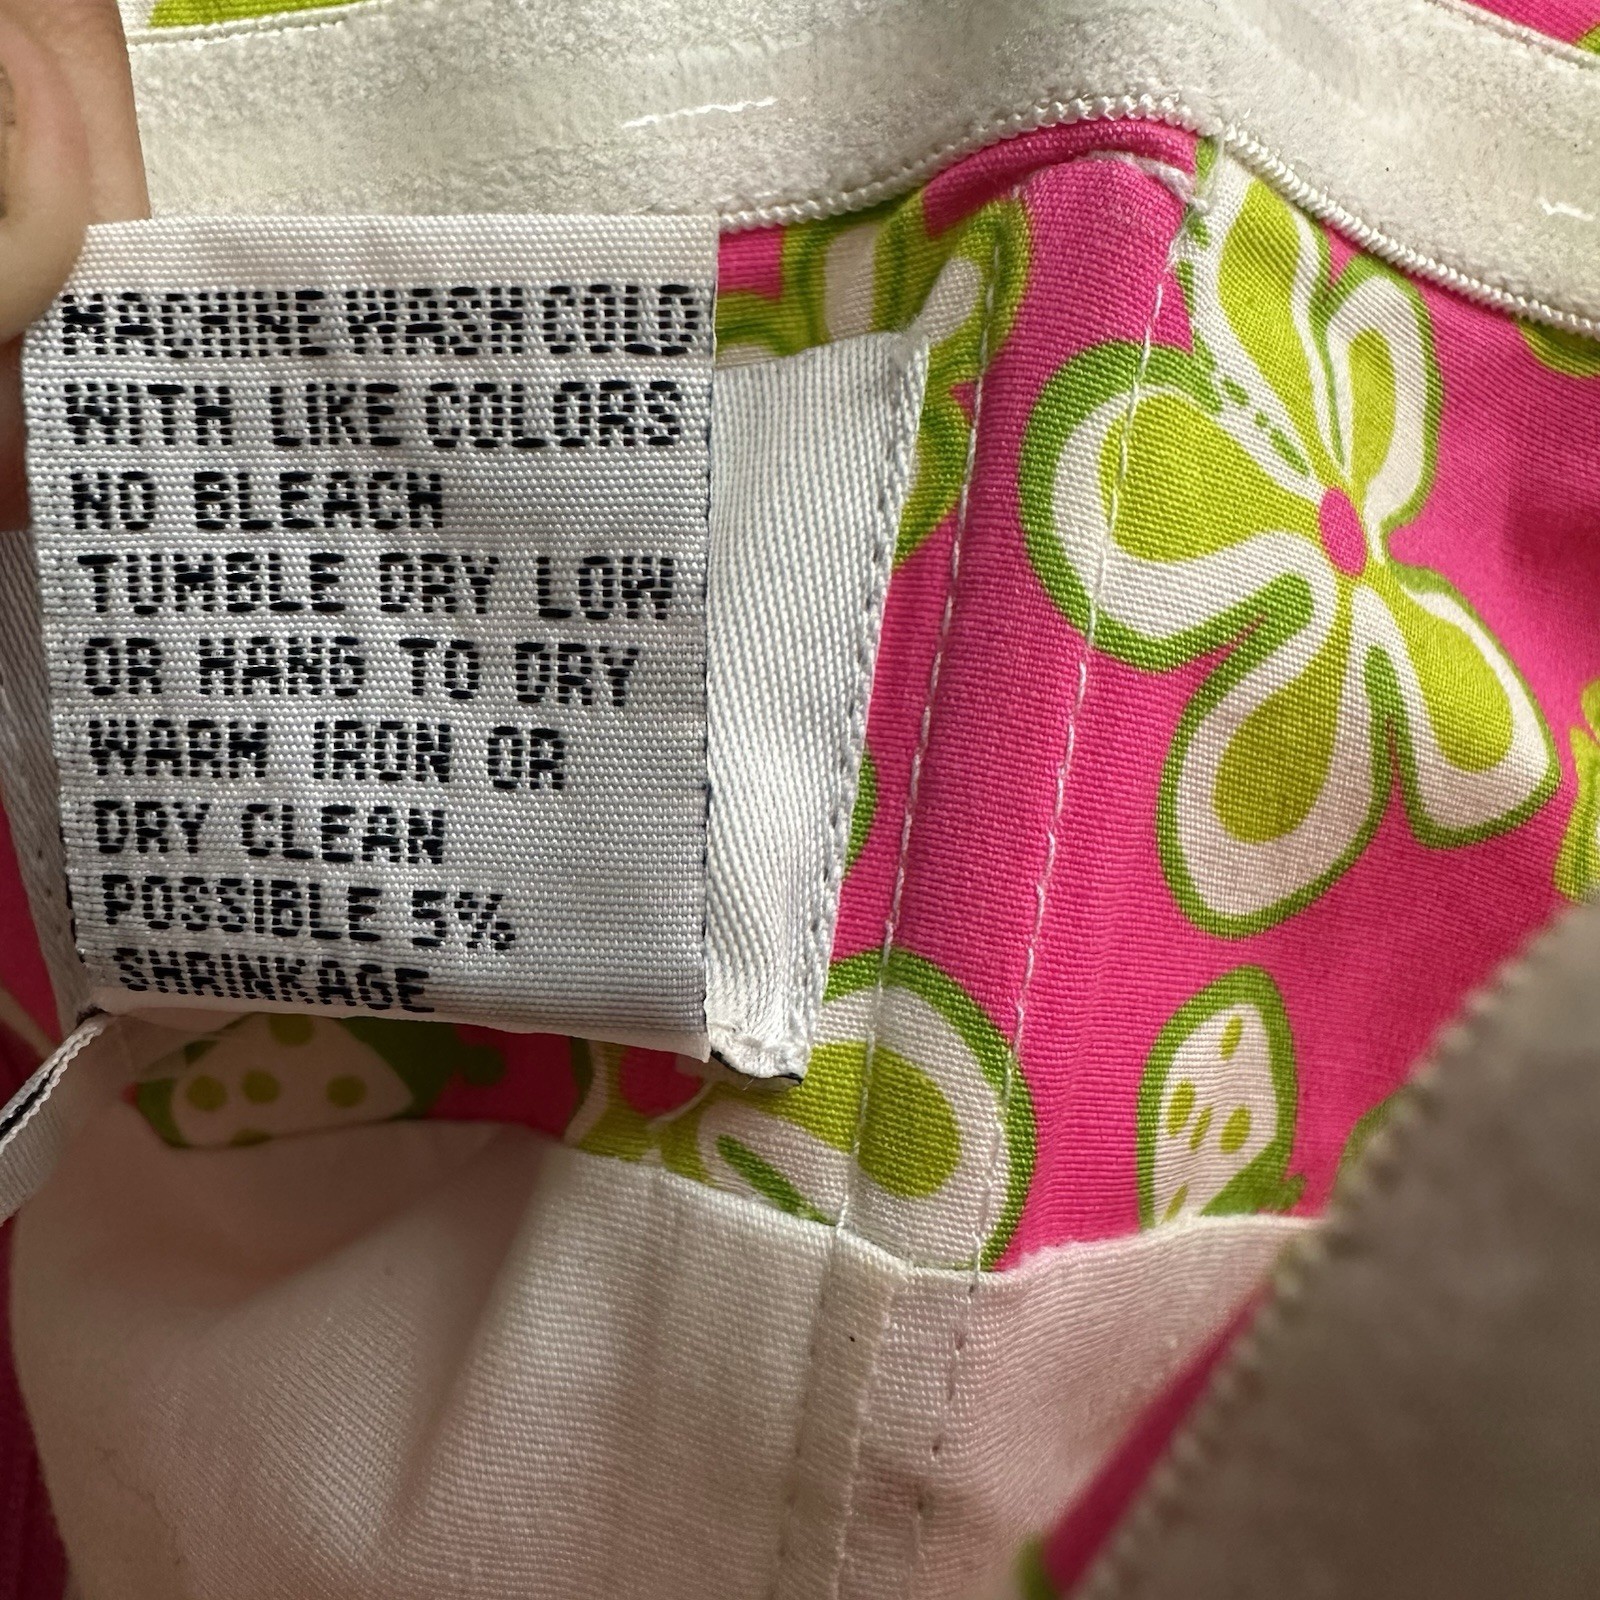 MACHINE WASH COLD
WITH LIKE COLORS
NO BLEACH
TUMBLE DRY LOW
OR HANG TO DRY
WARM IRON OR
DRY CLEAN
POSSIBLE 5%
SHRINKAGE